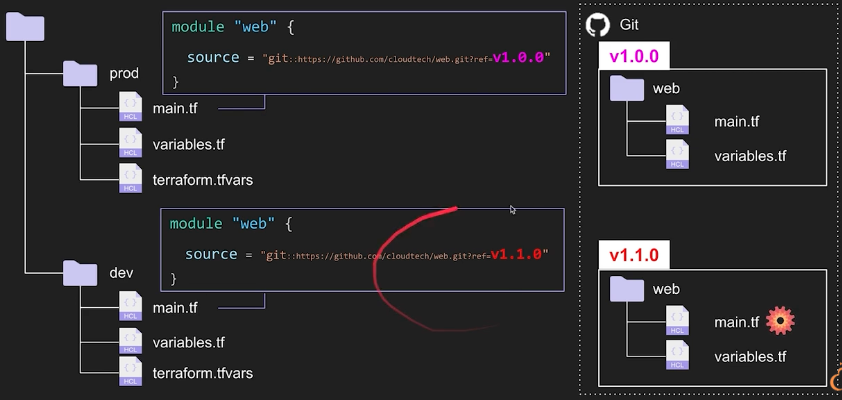 module "web" {
source = "git::https://github.com/cloudtech/web.git?ref=v1.0.0"
}
prod
main.tf
HCL
variables.tf
HCL
terraform.tfvars
HCL
module "web" {
source = "git::https://github.com/cloudtech/web.git?ref=v1.1.0"
}
dev
main.tf
HCL
variables.tf
HCL
terraform.tfvars
HCL
Git
v1.0.0
web
main.tf
HCL
variables.tf
HCL
v1.1.0
web
main.tf
HCL
variables.tf
HCL